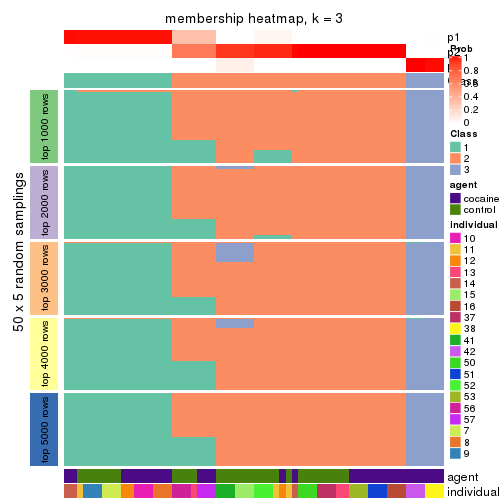 membership heatmap, k = 3
p1
p2
Prob
1
0.8
0.6
0.4
0.2
0
Class
1
2
3
agent
cocaine
control
individual
10
11
12
13
14
15
16
37
38
41
42
50
51
52
53
56
57
7
8
9
50 x 5 random samplings
top 1000 rows
top 2000 rows
top 3000 rows
top 4000 rows
top 5000 rows
agent
individual